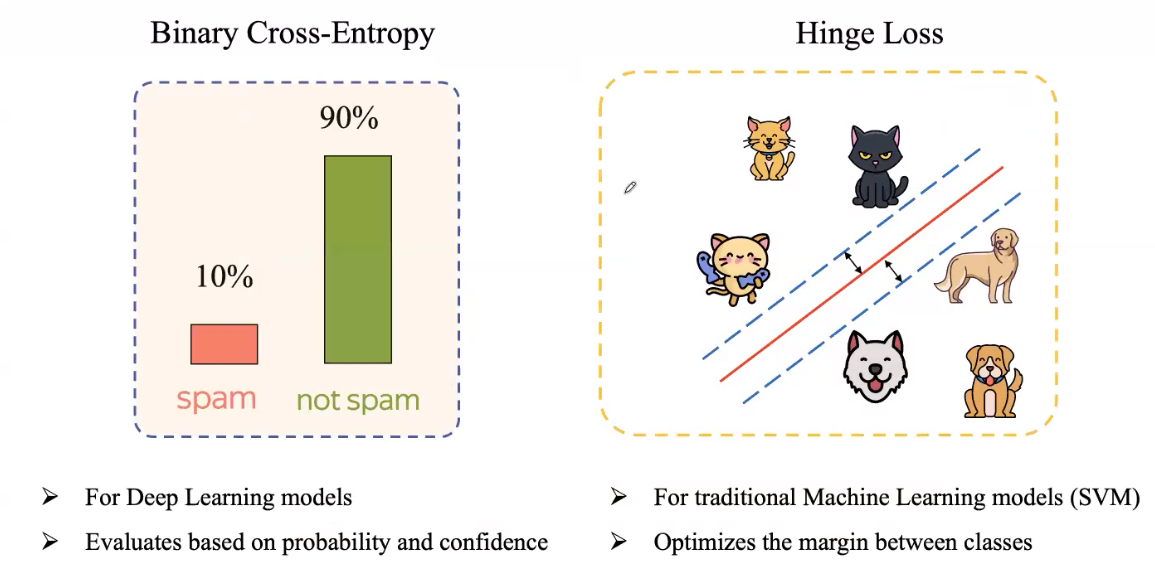 Binary Cross-Entropy
90%
10%
spam
not spam
➢ For Deep Learning models
➢ Evaluates based on probability and confidence
Hinge Loss
➢ For traditional Machine Learning models (SVM)
➢ Optimizes the margin between classes